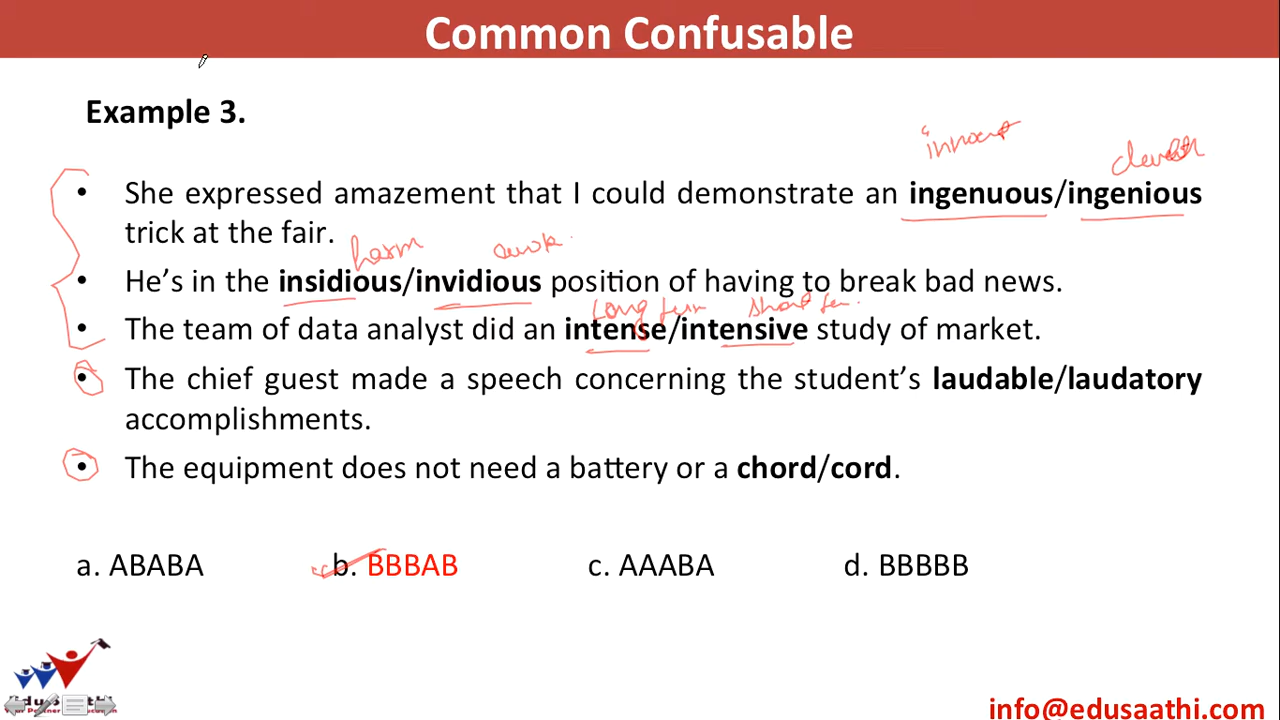 Common Confusable
Example 3.
innocent
clever
• She expressed amazement that I could demonstrate an ingenuous/ingenious
trick at the fair.
harm
• He's in the insidious/invidious position of having to break bad news.
long
short
• The team of data analyst did an intense/intensive study of market.
• The chief guest made a speech concerning the student's laudable/laudatory
accomplishments.
• The equipment does not need a battery or a chord/cord.
a. ABABA b. BBBAB c. AAABA d. BBBBB
info@edusaathi.com